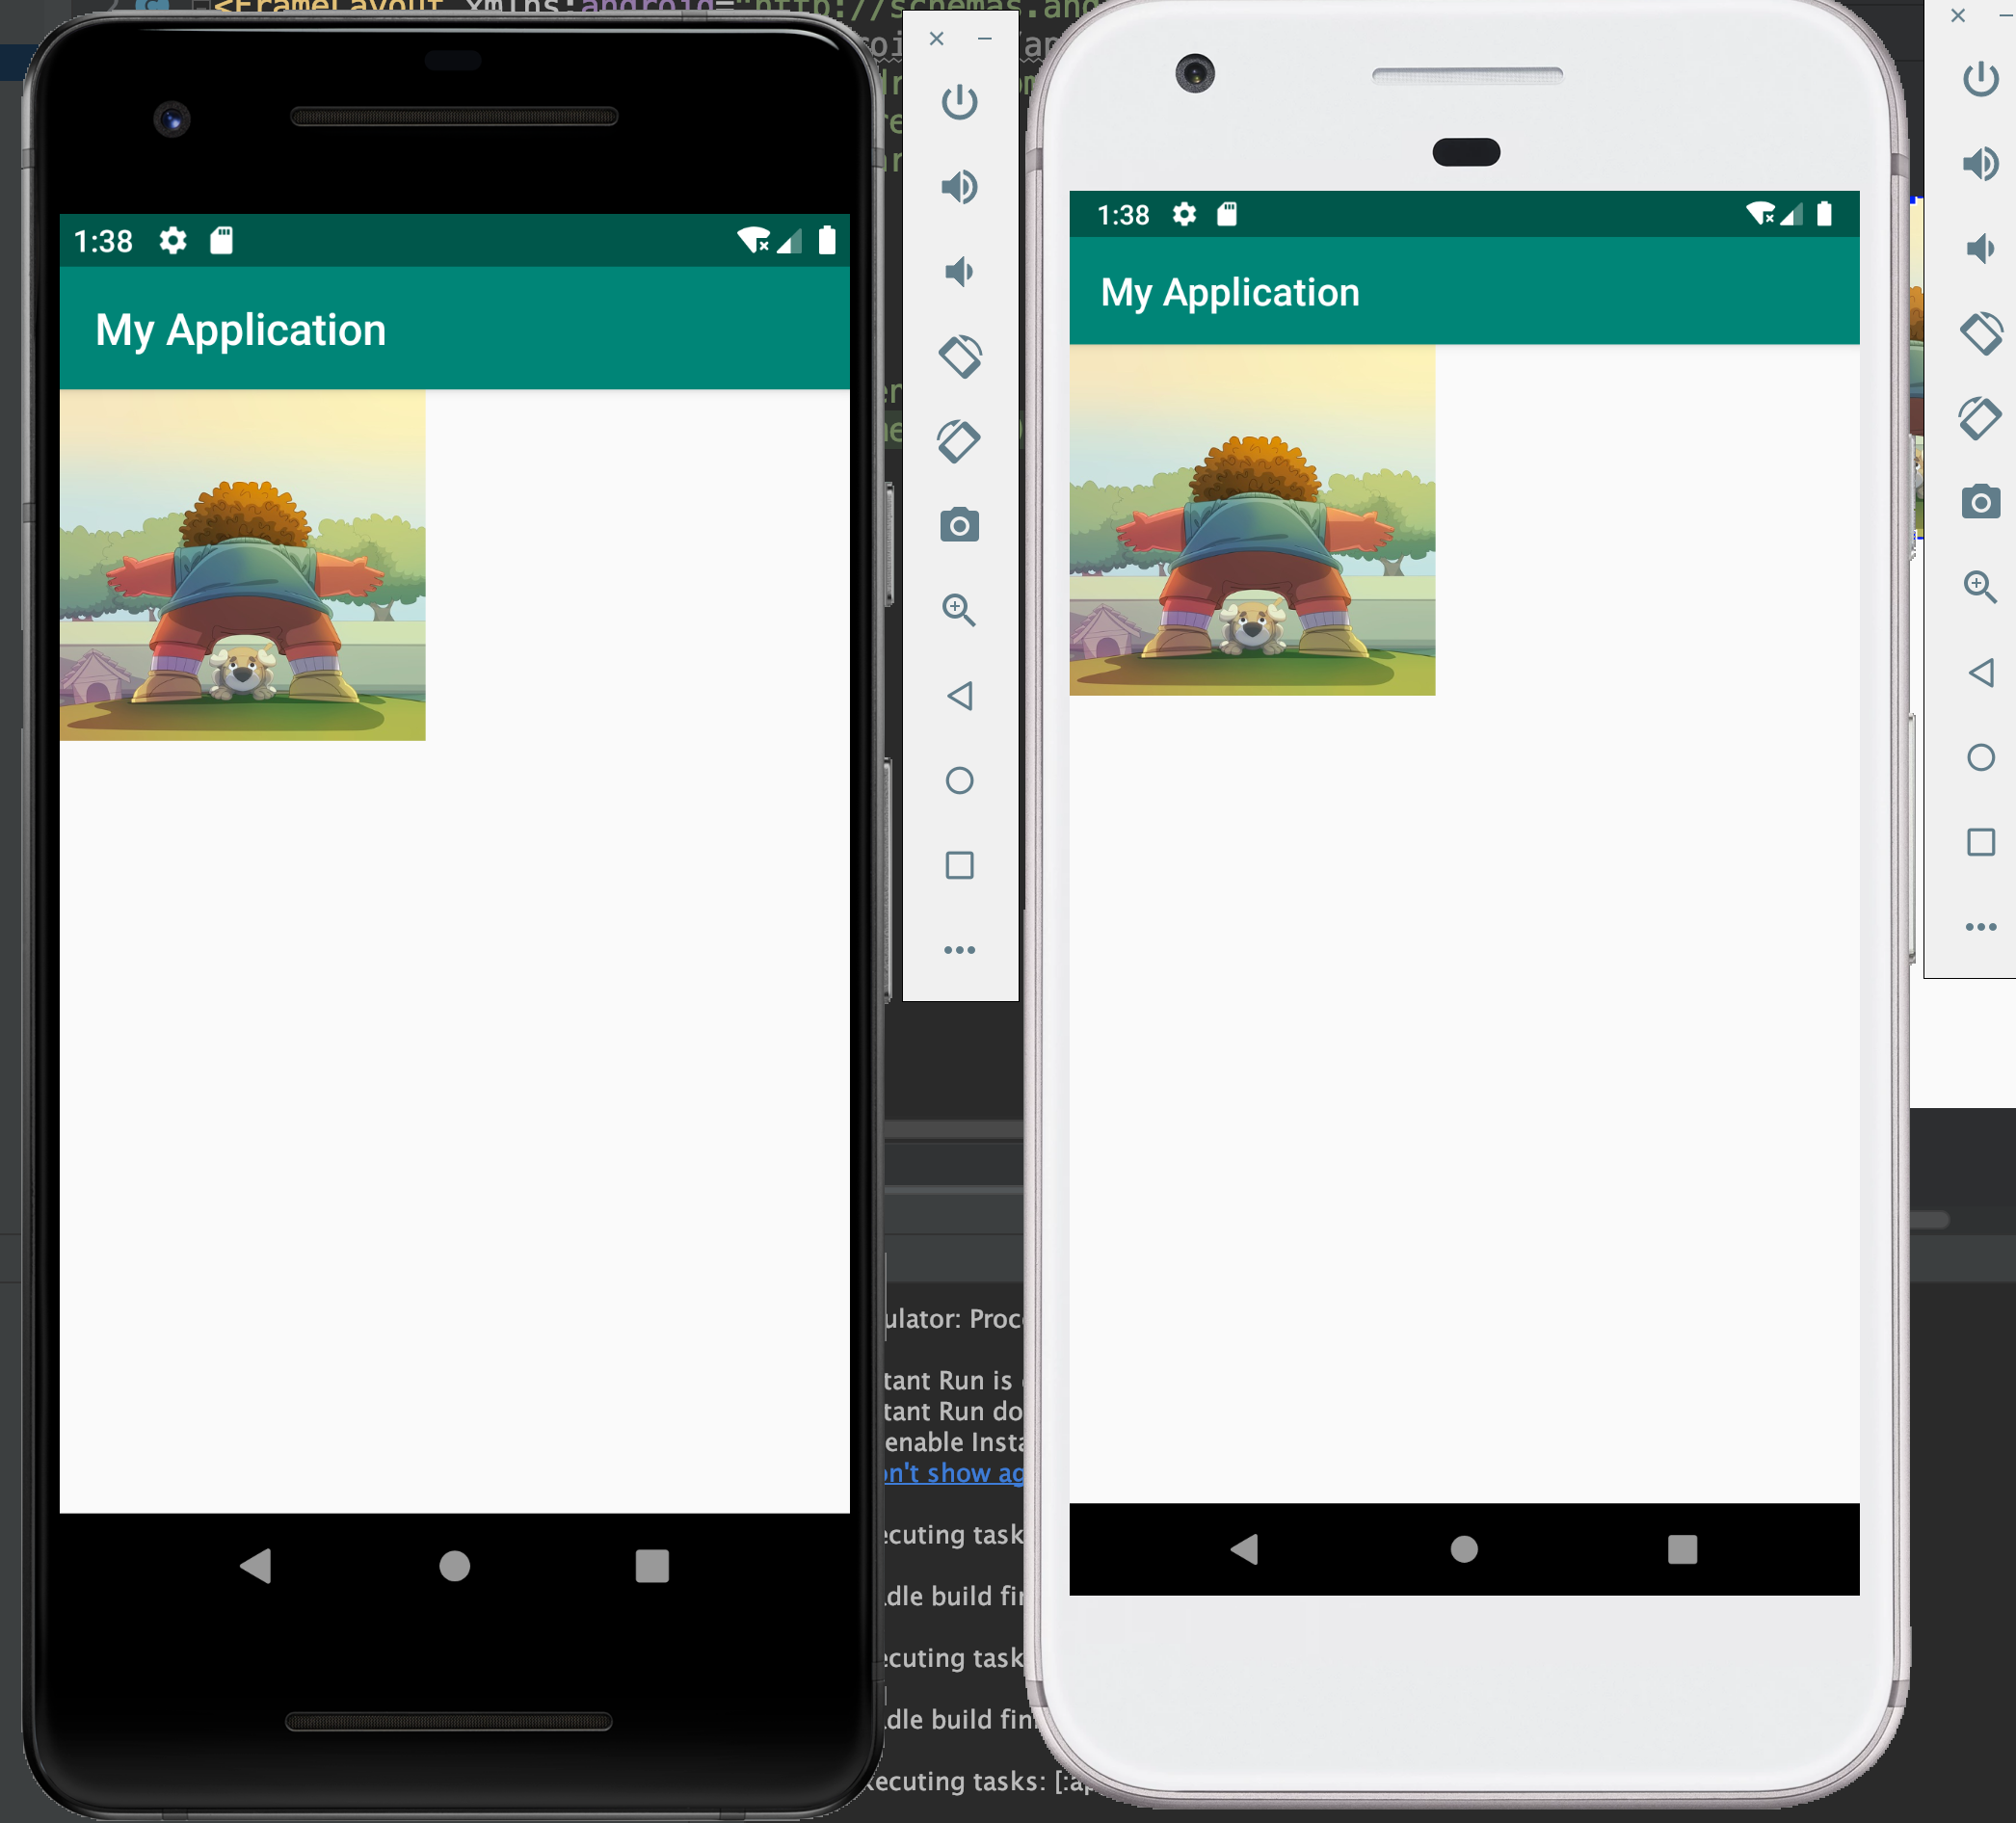 <FrameLayout xmlns:android="http://schemas.and
1:38
My Application
1:38
My Application
ulator: Proc
tant Run is
tant Run do
enable Insta
on't show ag
ecuting task
dle build fin
ecuting task
dle build fin
ecuting tasks: [:ap